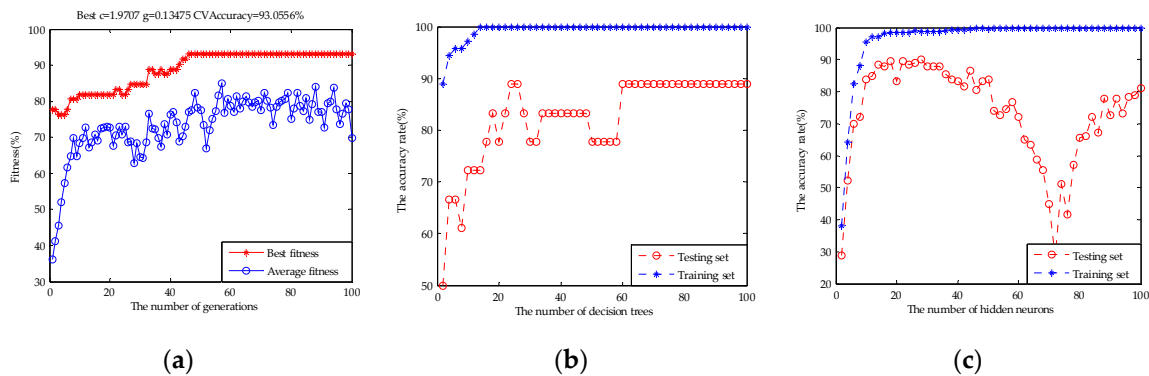 Best c=1.9707 g=0.13475 CVAccuracy=93.0556%
100
90
80
70
60
50
40
30
Fitness(%)
0
20
40
60
80
100
The number of generations
Best fitness
Average fitness
(a)
100
90
80
70
60
50
The accuracy rate(%)
0
20
40
60
80
100
The number of decision trees
Testing set
Training set
(b)
100
90
80
70
60
50
40
30
20
The accuracy rate(%)
0
20
40
60
80
100
The number of hidden neurons
Testing set
Training set
(c)